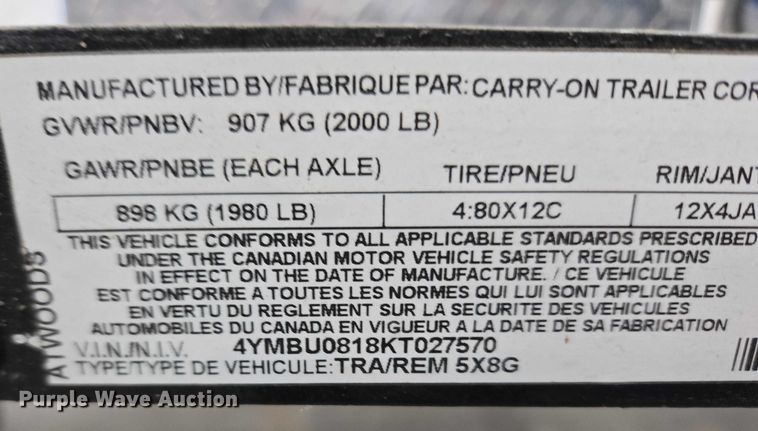 MANUFACTURED BY/FABRIQUE PAR: CARRY-ON TRAILER COR
GVWR/PNBV: 907 KG (2000 LB)
GAWR/PNBE (EACH AXLE) TIRE/PNEU RIM/JANT
898 KG (1980 LB) 4:80X12C 12X4JA
THIS VEHICLE CONFORMS TO ALL APPLICABLE STANDARDS PRESCRIBED
UNDER THE CANADIAN MOTOR VEHICLE SAFETY REGULATIONS
IN EFFECT ON THE DATE OF MANUFACTURE. / CE VEHICULE
EST CONFORME A TOUTES LES NORMES QUI LUI SONT APPLICABLES
EN VERTU DU REGLEMENT SUR LA SECURITE DES VEHICULES
AUTOMOBILES DU CANADA EN VIGUEUR A LA DATE DE SA FABRICATION
V.I.N./N.I.V. 4YMBU0818KT027570
TYPE/TYPE DE VEHICULE: TRA/REM 5X8G
ATWOODS
Purple Wave Auction